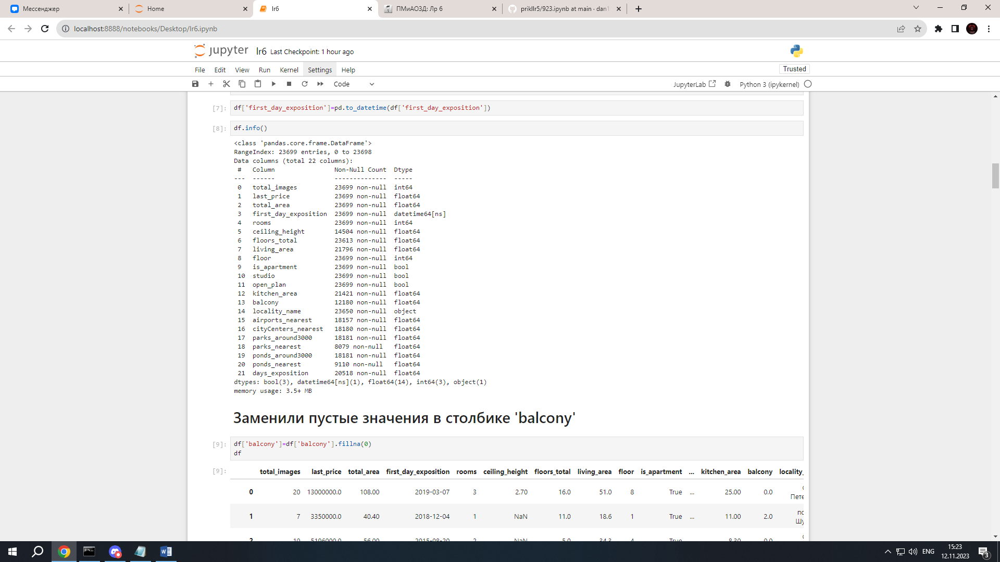 Мессенджер
Home
lr6
ПМиАОЗД: Лр 6
prikllr5/923.ipynb at main · dan1
localhost:8888/notebooks/Desktop/lr6.ipynb
jupyter lr6 Last Checkpoint: 1 hour ago
File Edit View Run Kernel Settings Help
Trusted
Code
JupyterLab
Python 3 (ipykernel)
[7]: df['first_day_exposition']=pd.to_datetime(df['first_day_exposition'])
[8]: df.info()
<class 'pandas.core.frame.DataFrame'>
RangeIndex: 23699 entries, 0 to 23698
Data columns (total 22 columns):
# Column Non-Null Count Dtype
--- ------ -------------- -----
0 total_images 23699 non-null int64
1 last_price 23699 non-null float64
2 total_area 23699 non-null float64
3 first_day_exposition 23699 non-null datetime64[ns]
4 rooms 23699 non-null int64
5 ceiling_height 14504 non-null float64
6 floors_total 23613 non-null float64
7 living_area 21796 non-null float64
8 floor 23699 non-null int64
9 is_apartment 23699 non-null bool
10 studio 23699 non-null bool
11 open_plan 23699 non-null bool
12 kitchen_area 21421 non-null float64
13 balcony 12180 non-null float64
14 locality_name 23650 non-null object
15 airports_nearest 18157 non-null float64
16 cityCenters_nearest 18180 non-null float64
17 parks_around3000 18181 non-null float64
18 parks_nearest 8079 non-null float64
19 ponds_around3000 18181 non-null float64
20 ponds_nearest 9110 non-null float64
21 days_exposition 20518 non-null float64
dtypes: bool(3), datetime64[ns](1), float64(14), int64(3), object(1)
memory usage: 3.5+ MB
Заменили пустые значения в столбике 'balcony'
[9]: df['balcony']=df['balcony'].fillna(0)
df
[9]: total_images last_price total_area first_day_exposition rooms ceiling_height floors_total living_area floor is_apartment ... kitchen_area balcony locality_
0 20 13000000.0 108.00 2019-03-07 3 2.70 16.0 51.0 8 True ... 25.00 0.0 Пете
1 7 3350000.0 40.40 2018-12-04 1 NaN 11.0 18.6 1 True ... 11.00 2.0 по
Шу
2 10 5196000.0 56.00 2015-08-20 2 NaN 5.0 34.3 4 True ... 8.30 0.0
ENG
15:23
12.11.2023
3